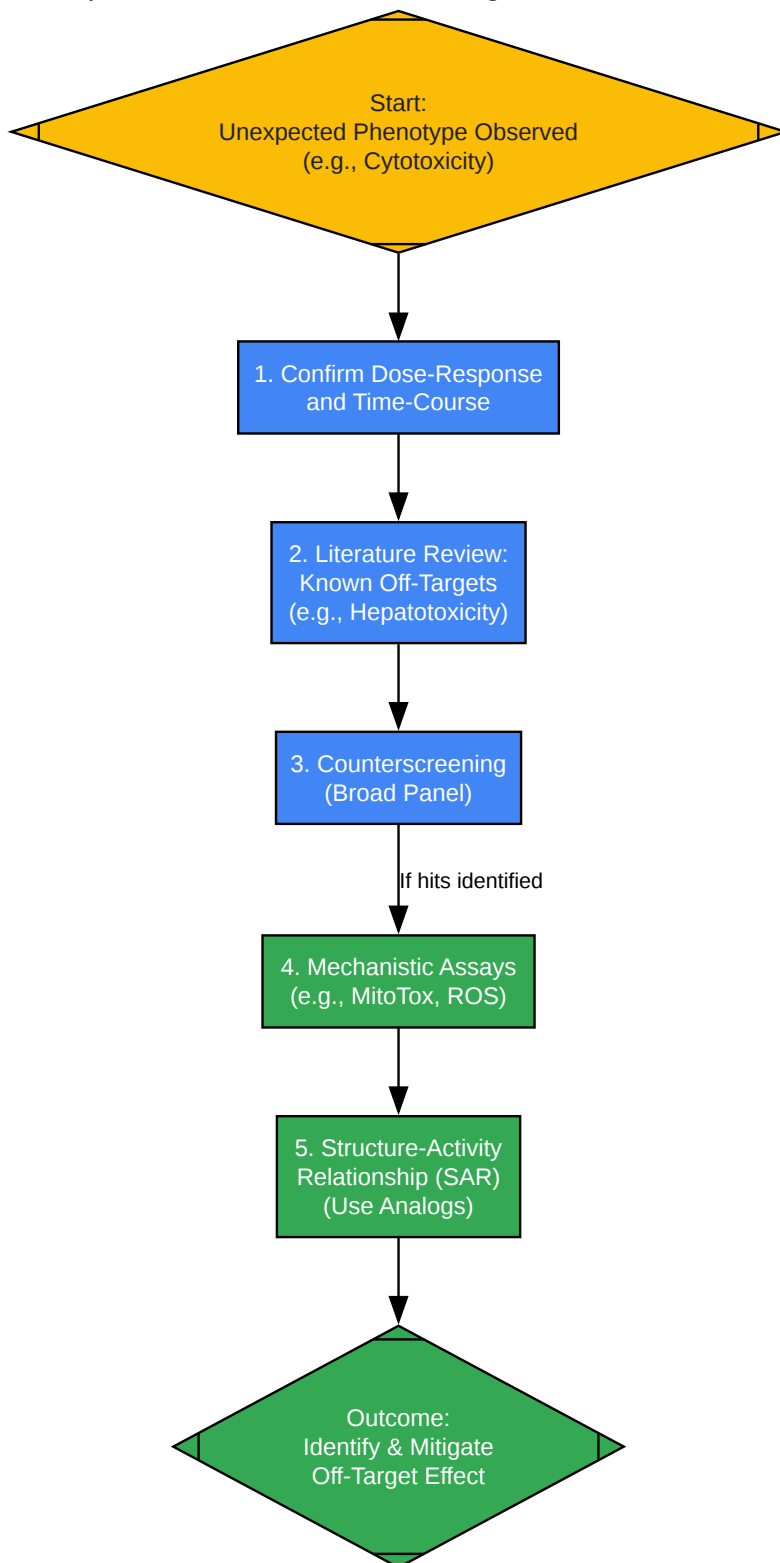 Start:
Unexpected Phenotype Observed
(e.g., Cytotoxicity)
1. Confirm Dose-Response
and Time-Course
2. Literature Review:
Known Off-Targets
(e.g., Hepatotoxicity)
3. Counterscreening
(Broad Panel)
If hits identified
4. Mechanistic Assays
(e.g., MitoTox, ROS)
5. Structure-Activity
Relationship (SAR)
(Use Analogs)
Outcome:
Identify & Mitigate
Off-Target Effect